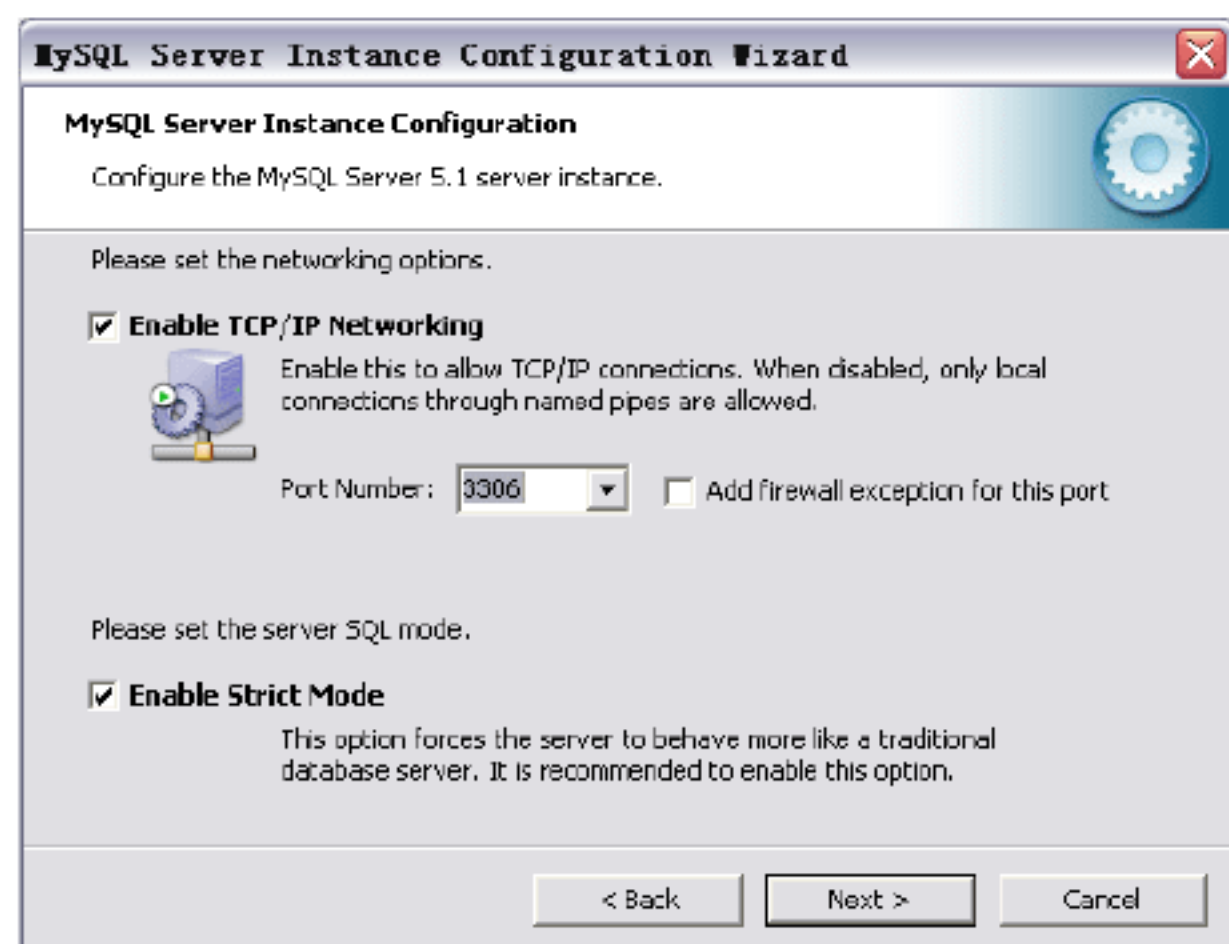 MySQL Server Instance Configuration Wizard
MySQL Server Instance Configuration
Configure the MySQL Server 5.1 server instance.
Please set the networking options.
Enable TCP/IP Networking
Enable this to allow TCP/IP connections. When disabled, only local
connections through named pipes are allowed.
Port Number: 3306 Add firewall exception for this port
Please set the server SQL mode.
Enable Strict Mode
This option forces the server to behave more like a traditional
database server. It is recommended to enable this option.
< Back Next > Cancel